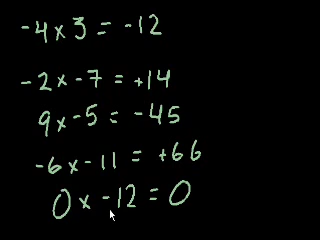 -4 x 3 = -12
-2 x -7 = +14
9 x -5 = -45
-6 x -11 = +66
0 x -12 = 0